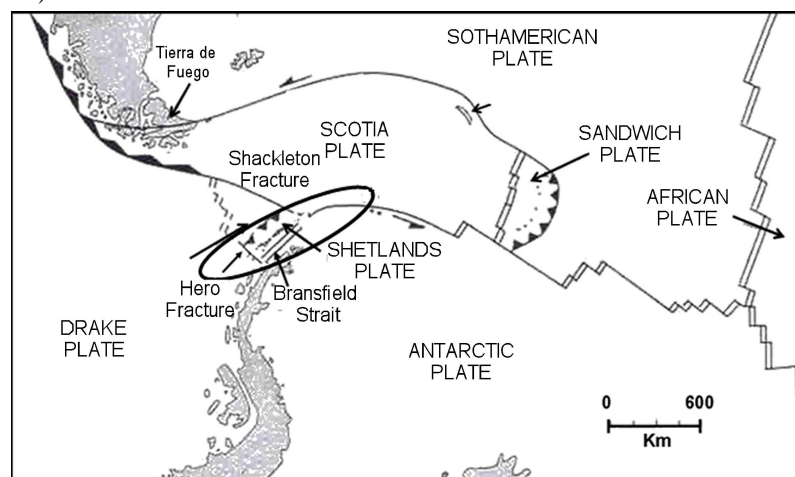 Tierra de
Fuego
SOTHAMERICAN
PLATE
SCOTIA
PLATE
SANDWICH
PLATE
Shackleton
Fracture
AFRICAN
PLATE
SHETLANDS
PLATE
Hero
Fracture
Bransfield
Strait
DRAKE
PLATE
ANTARCTIC
PLATE
0 600
Km